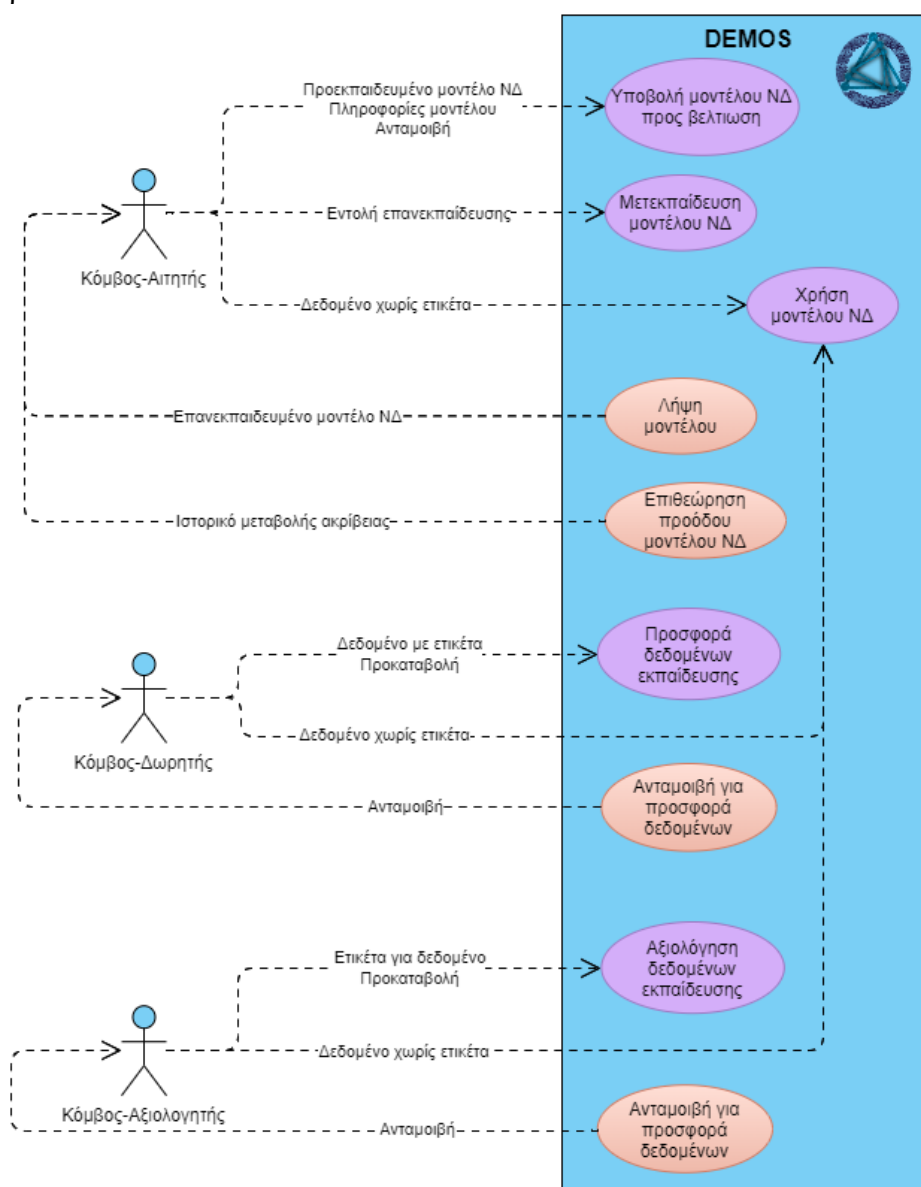 DEMOS
Προεκπαιδευμένο μοντέλο ΝΔ
Πληροφορίες μοντέλου
Ανταμοιβή
Υποβολή μοντέλου ΝΔ
προς βελτιωση
Εντολή επανεκπαίδευσης
Μετεκπαίδευση
μοντέλου ΝΔ
Κόμβος-Αιτητής
Δεδομένο χωρίς ετικέτα
Χρήση
μοντέλου ΝΔ
Επανεκπαιδευμένο μοντέλο ΝΔ
Λήψη
μοντέλου
Ιστορικό μεταβολής ακρίβειας
Επιθεώρηση
προόδου
μοντέλου ΝΔ
Δεδομένο με ετικέτα
Προκαταβολή
Προσφορά
δεδομένων
εκπαίδευσης
Δεδομένο χωρίς ετικέτα
Κόμβος-Δωρητής
Ανταμοιβή
Ανταμοιβή για
προσφορά
δεδομένων
Ετικέτα για δεδομένο
Προκαταβολή
Αξιολόγηση
δεδομένων
εκπαίδευσης
Δεδομένο χωρίς ετικέτα
Κόμβος-Αξιολογητής
Ανταμοιβή
Ανταμοιβή για
προσφορά
δεδομένων